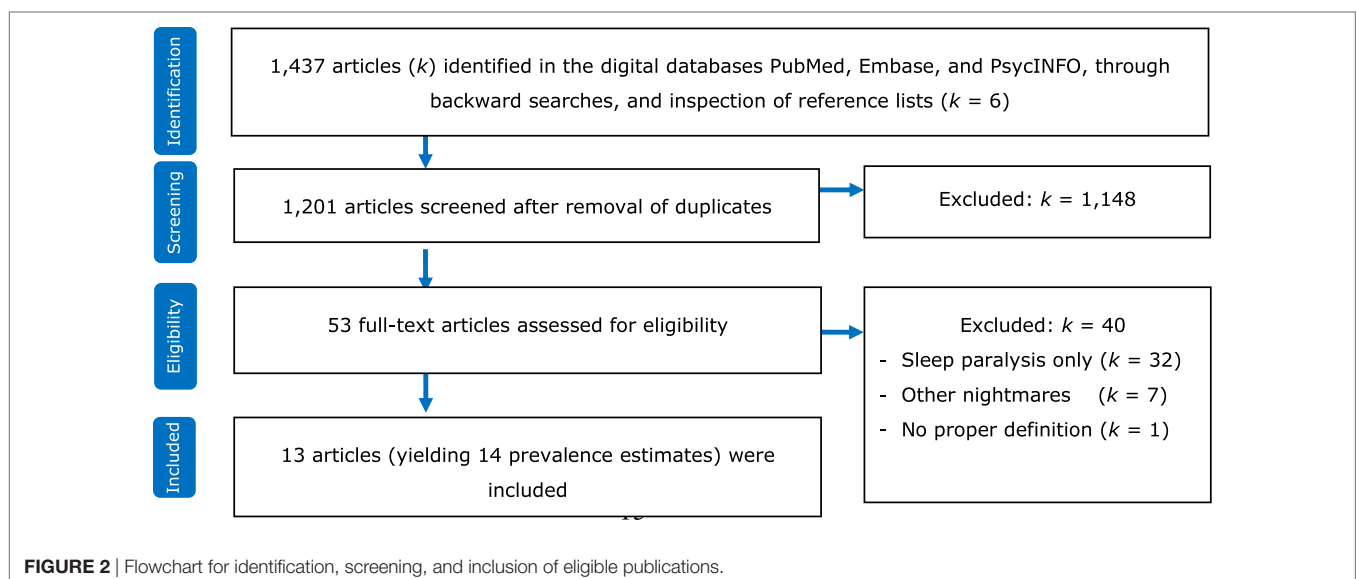 Identification
1,437 articles (k) identified in the digital databases PubMed, Embase, and PsycINFO, through
backward searches, and inspection of reference lists (k = 6)
Screening
1,201 articles screened after removal of duplicates
Excluded: k = 1,148
Eligibility
53 full-text articles assessed for eligibility
Excluded: k = 40
- Sleep paralysis only (k = 32)
- Other nightmares (k = 7)
- No proper definition (k = 1)
Included
13 articles (yielding 14 prevalence estimates) were
included
FIGURE 2 | Flowchart for identification, screening, and inclusion of eligible publications.